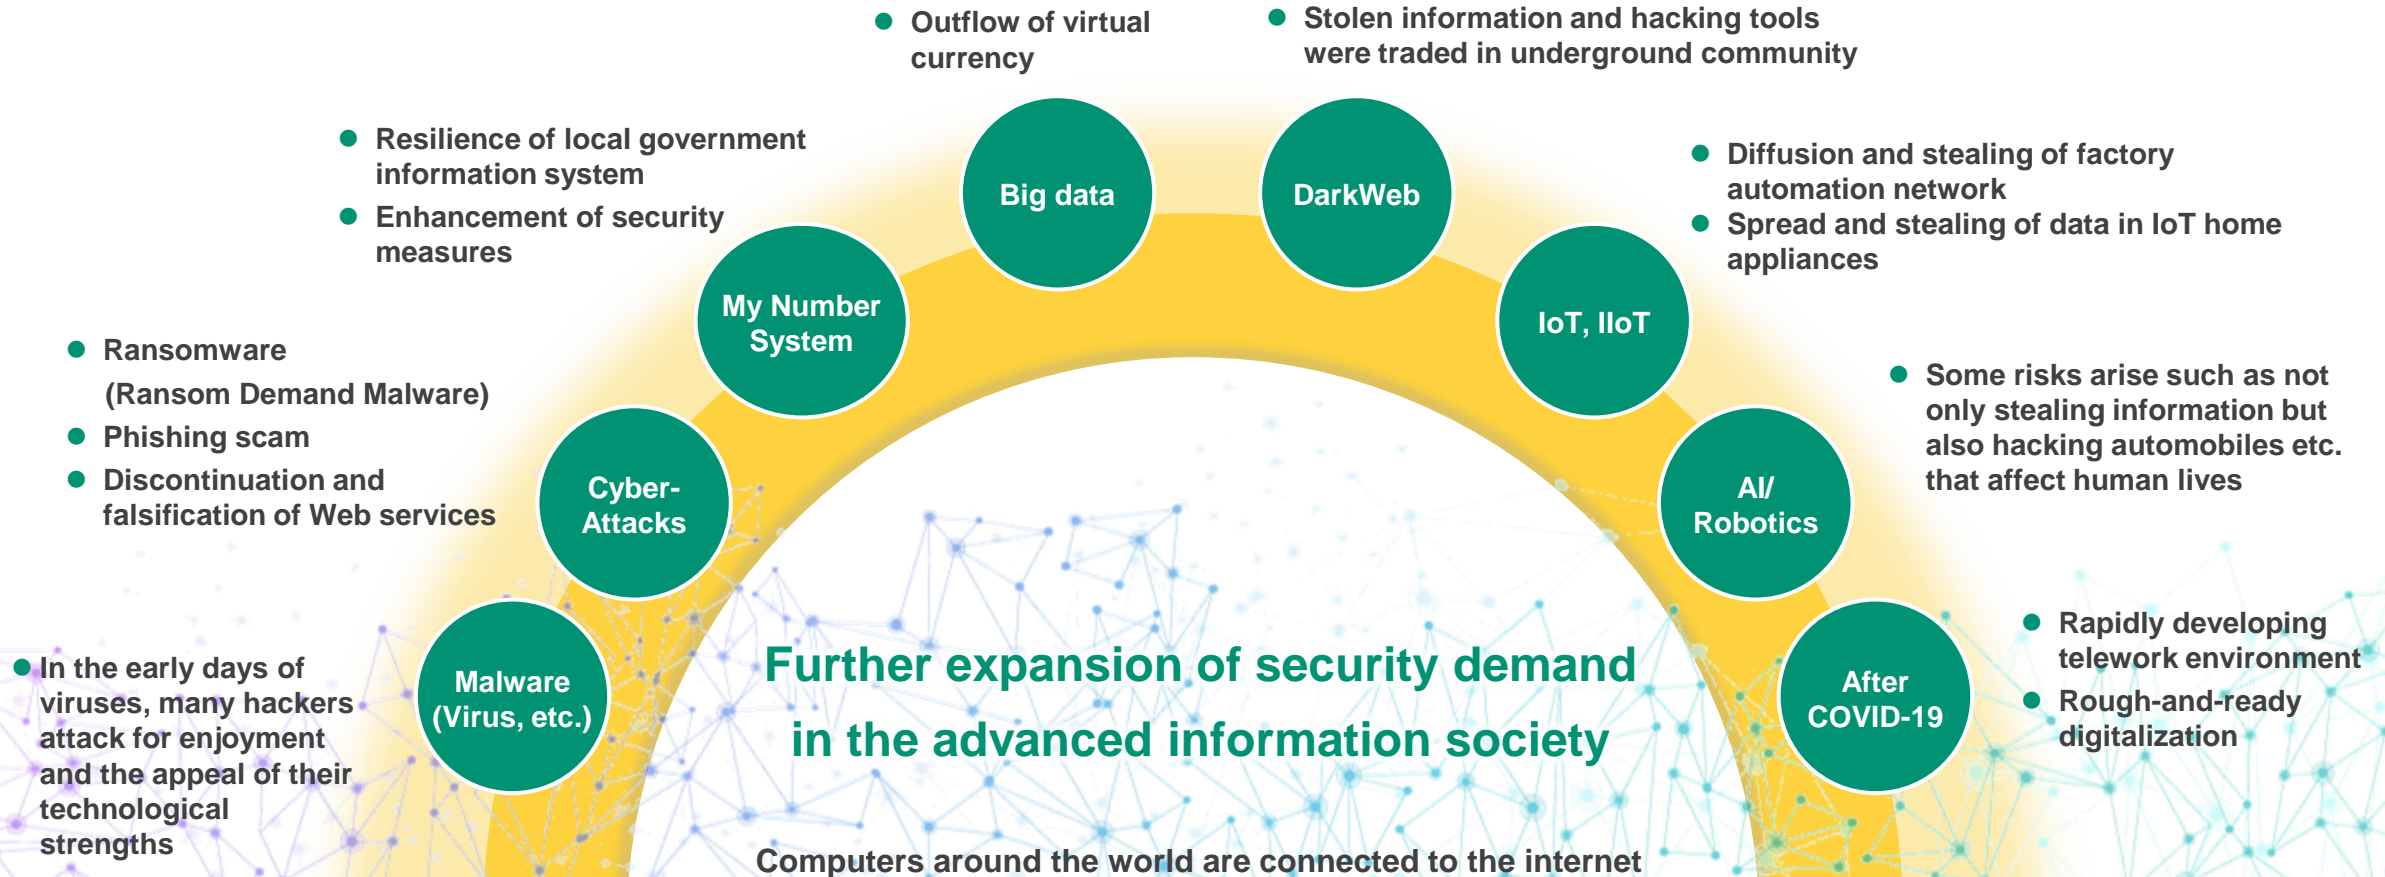 Outflow of virtual
currency
Stolen information and hacking tools
were traded in underground community
Resilience of local government
information system
Enhancement of security
measures
Big data
DarkWeb
Diffusion and stealing of factory
automation network
Spread and stealing of data in IoT home
appliances
My Number
System
IoT, IIoT
Ransomware
(Ransom Demand Malware)
Phishing scam
Discontinuation and
falsification of Web services
Cyber-
Attacks
AI/
Robotics
Some risks arise such as not
only stealing information but
also hacking automobiles etc.
that affect human lives
In the early days of
viruses, many hackers
attack for enjoyment
and the appeal of their
technological
strengths
Malware
(Virus, etc.)
Further expansion of security demand
in the advanced information society
After
COVID-19
Rapidly developing
telework environment
Rough-and-ready
digitalization
Computers around the world are connected to the internet